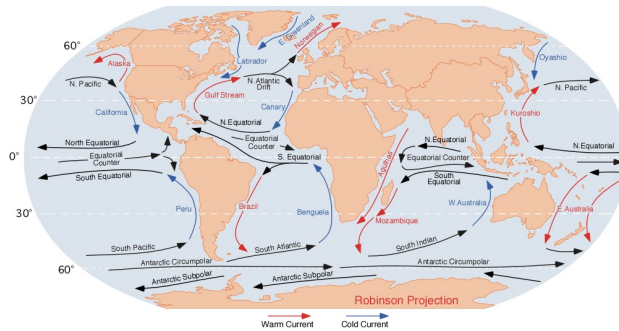 E. Greenland
Norwegian
60°
Alaska
Labrador
Oyashio
N. Pacific
N. Atlantic
Drift
N. Pacific
Gulf Stream
30°
California
Canary
Kuroshio
N.Equatorial
North Equatorial
Equatorial
Counter
N.Equatorial
N.Equatorial
0°
Equatorial
Counter
S. Equatorial
Equatorial Counter
South Equatorial
South
Equatorial
Agulhas
Peru
Brazil
Benguela
Mozambique
W.Australia
E.Australia
30°
South Pacific
South Atlantic
South Indian
Antarctic Circumpolar
Antarctic Circumpolar
60°
Antarctic Subpolar
Antarctic Subpolar
Robinson Projection
Warm Current
Cold Current